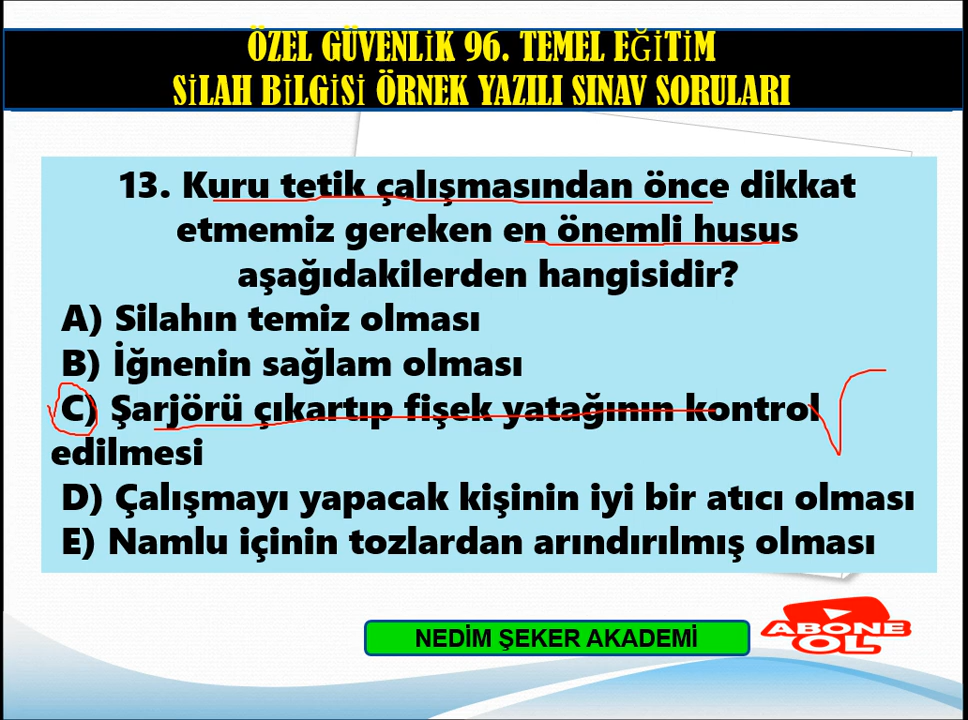 ÖZEL GÜVENLİK 96. TEMEL EĞİTİM
SİLAH BİLGİSİ ÖRNEK YAZILI SINAV SORULARI
13. Kuru tetik çalışmasından önce dikkat
etmemiz gereken en önemli husus
aşağıdakilerden hangisidir?
A) Silahın temiz olması
B) İğnenin sağlam olması
C) Şarjörü çıkartıp fişek yatağının kontrol
edilmesi
D) Çalışmayı yapacak kişinin iyi bir atıcı olması
E) Namlu içinin tozlardan arındırılmış olması
NEDİM ŞEKER AKADEMİ
ABONE
OL